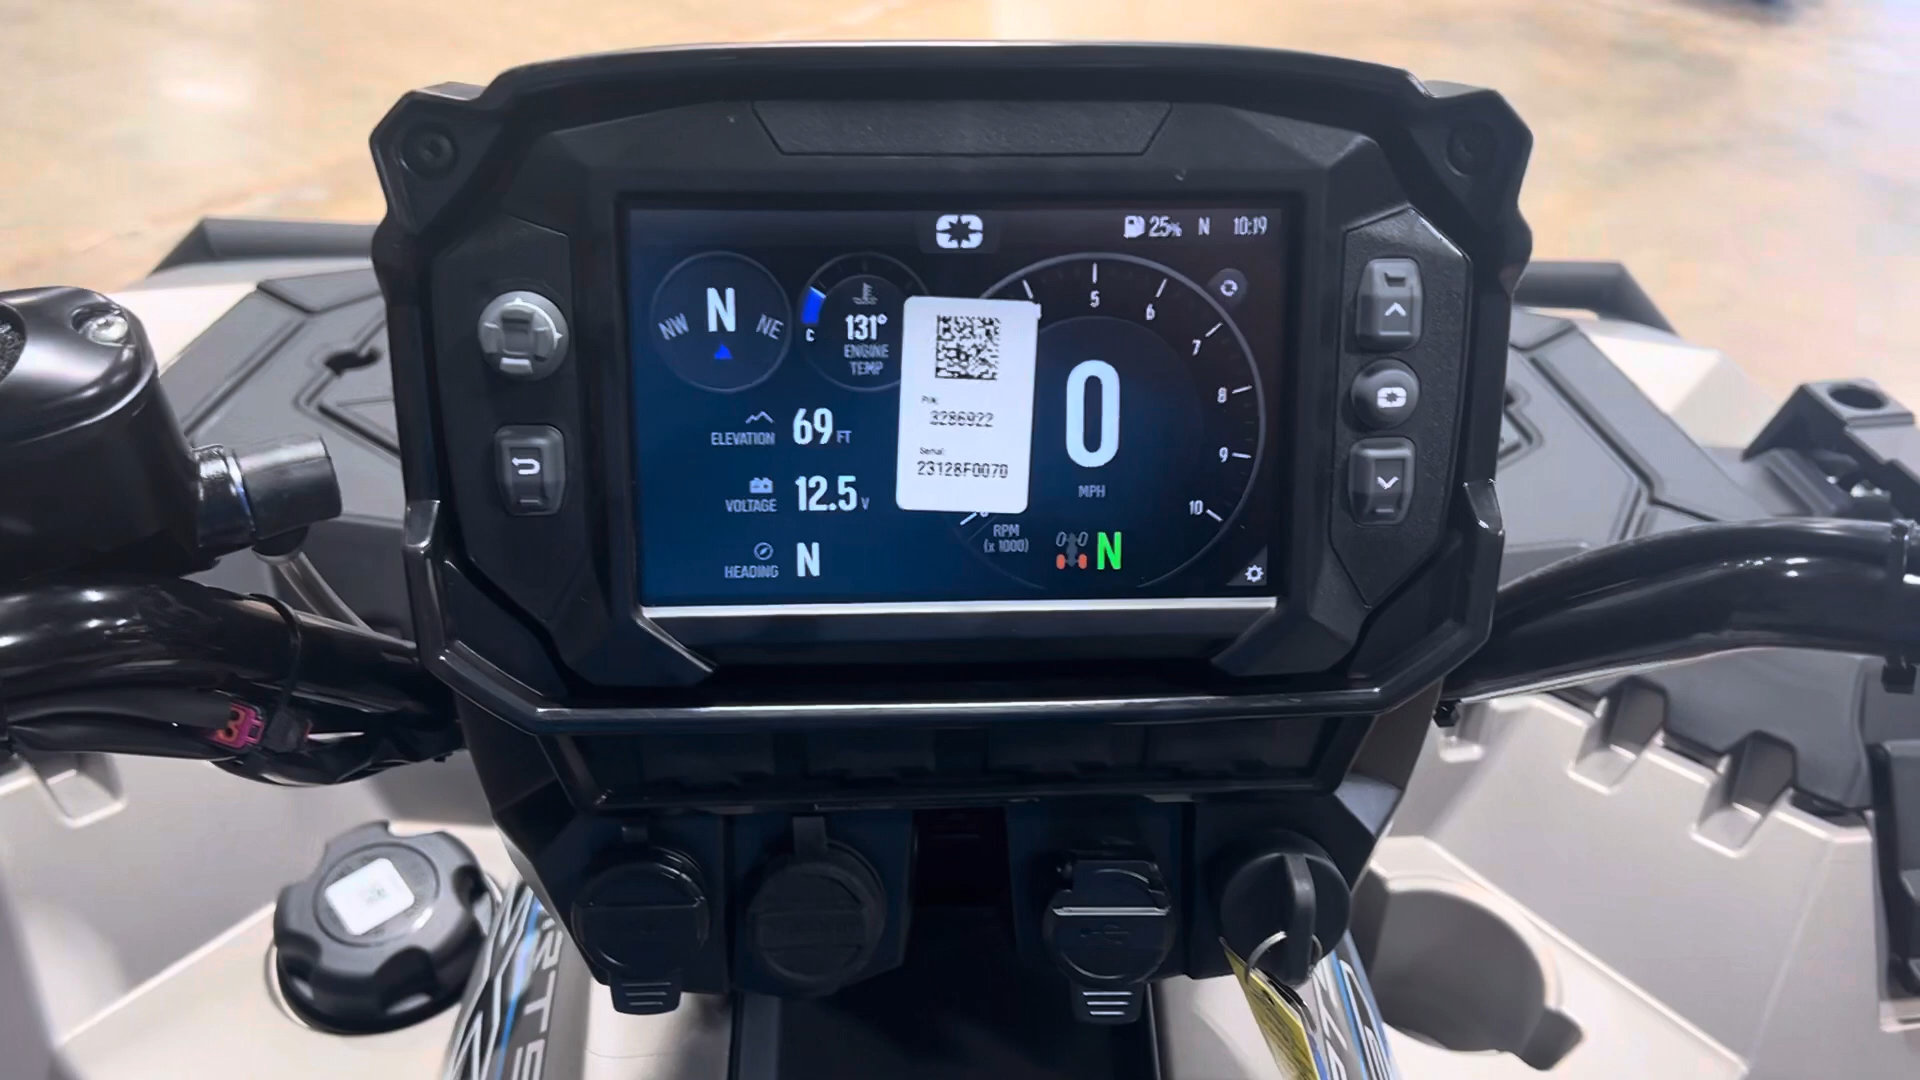 25% N 10:19
N
NW NE
C
131°
ENGINE
TEMP
ELEVATION 69 FT
VOLTAGE 12.5 V
HEADING N
P/N:
3286922
Serial:
23128F0070
5
6
7
8
9
10
0
MPH
RPM
(x 1000)
N